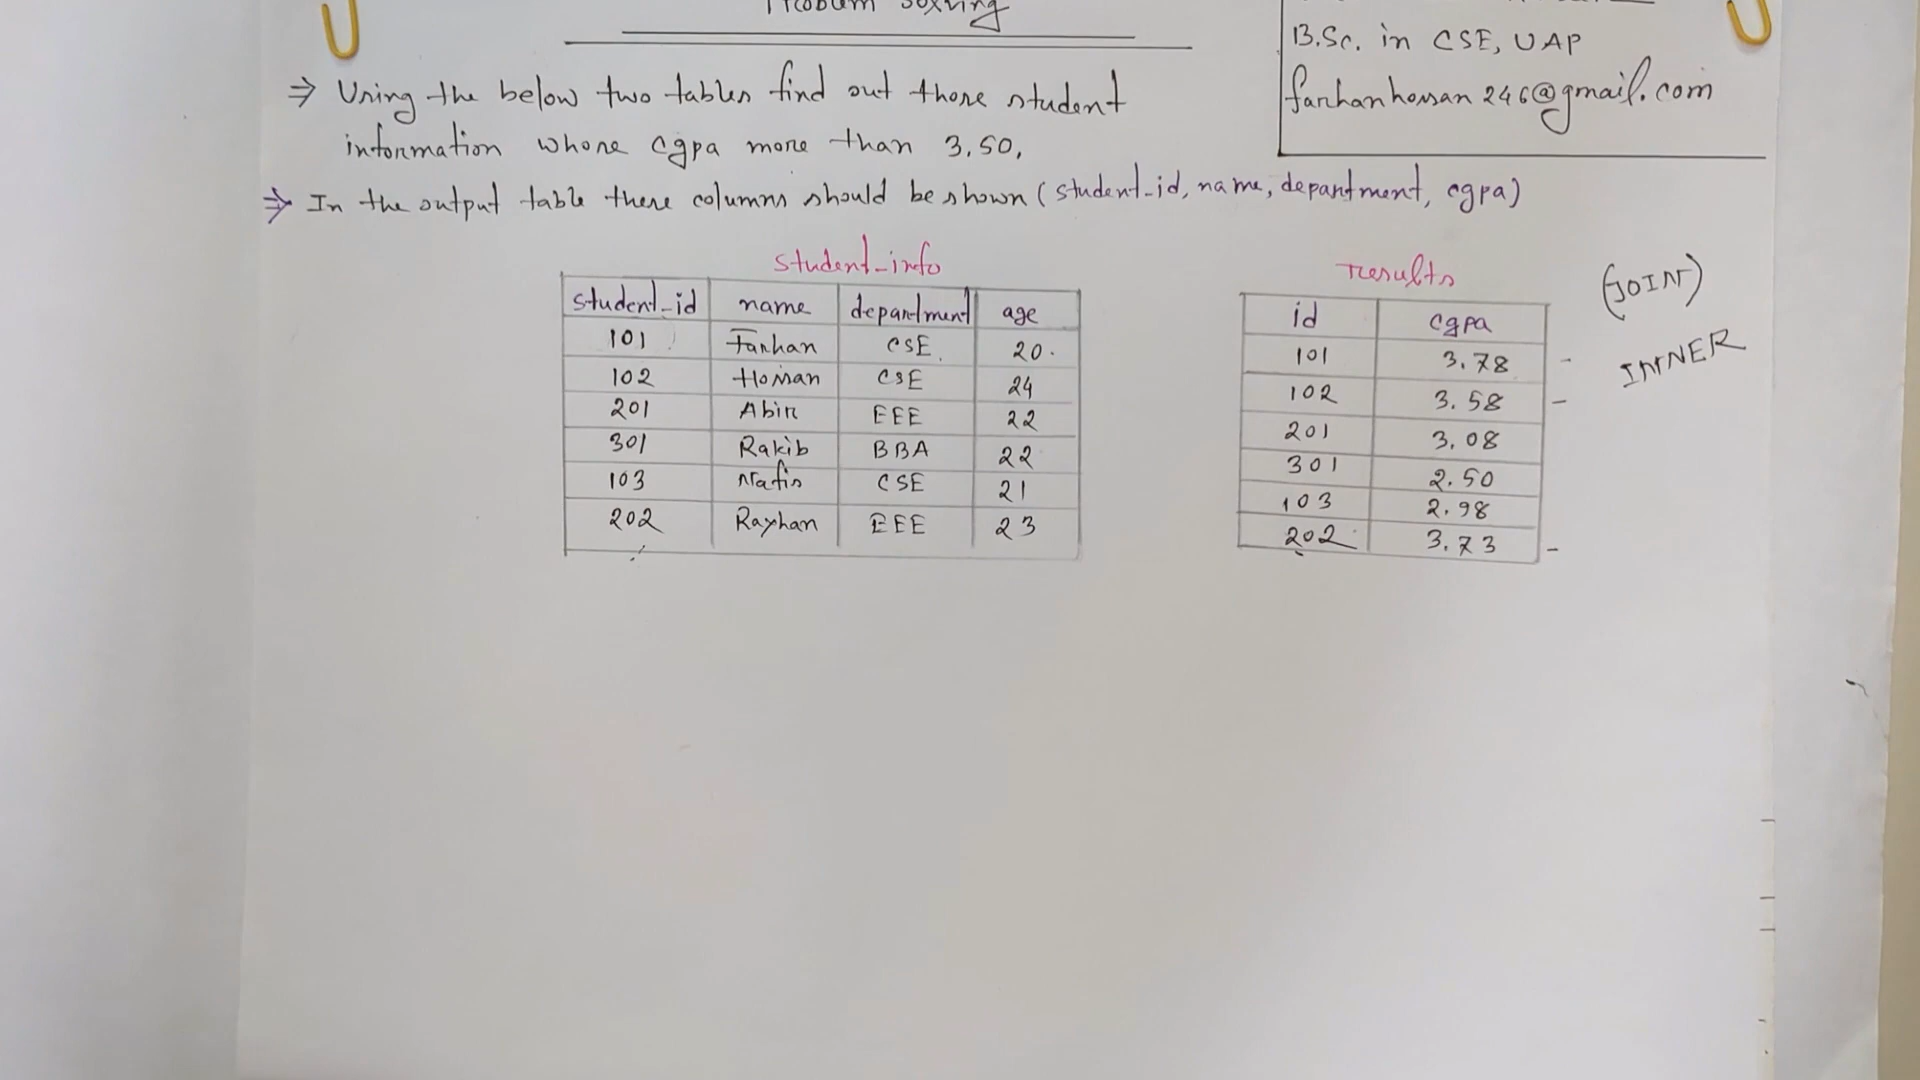 Problem Solving
B.Sc. in CSE, UAP
farhanhossan246@gmail.com
⇒ Using the below two tables find out those student
information whose cgpa more than 3.50,
⇒ In the output table these columns should be shown (student_id, name, department, cgpa)
student_info
student_id name department age
101 Farhan CSE 20
102 Hossan CSE 24
201 Abir EEE 22
301 Rakib BBA 22
103 Nafis CSE 21
202 Rayhan EEE 23
results
id cgpa
101 3.78
102 3.58
201 3.08
301 2.50
103 2.98
202 3.73
(JOIN)
INNER